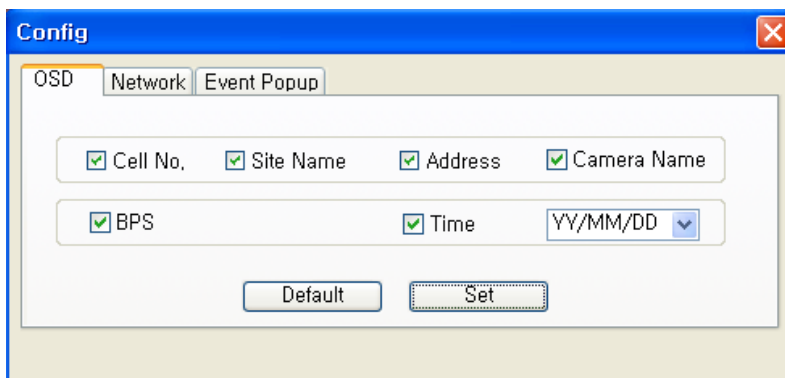 Config
OSD Network Event Popup
Cell No, Site Name Address Camera Name
BPS Time YY/MM/DD
Default Set